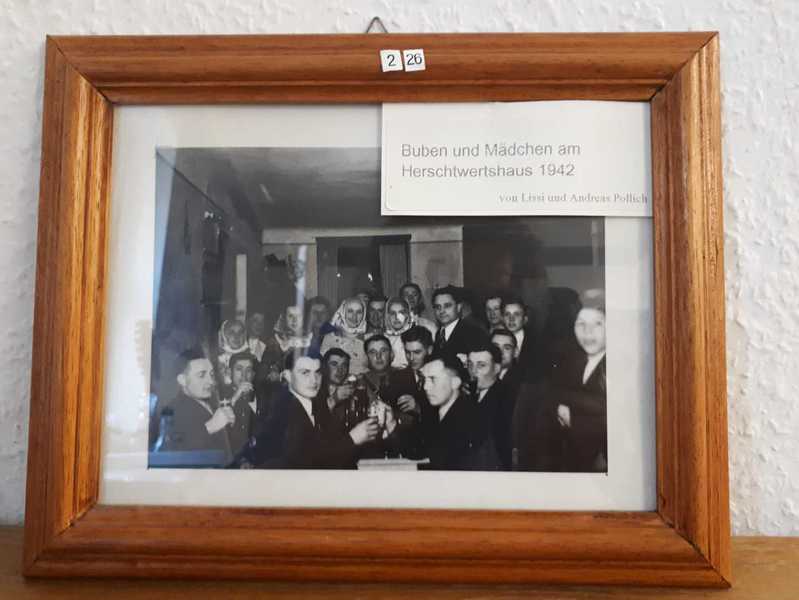 2 26
Buben und Mädchen am
Herschtwertshaus 1942
von Lissi und Andreas Pollich